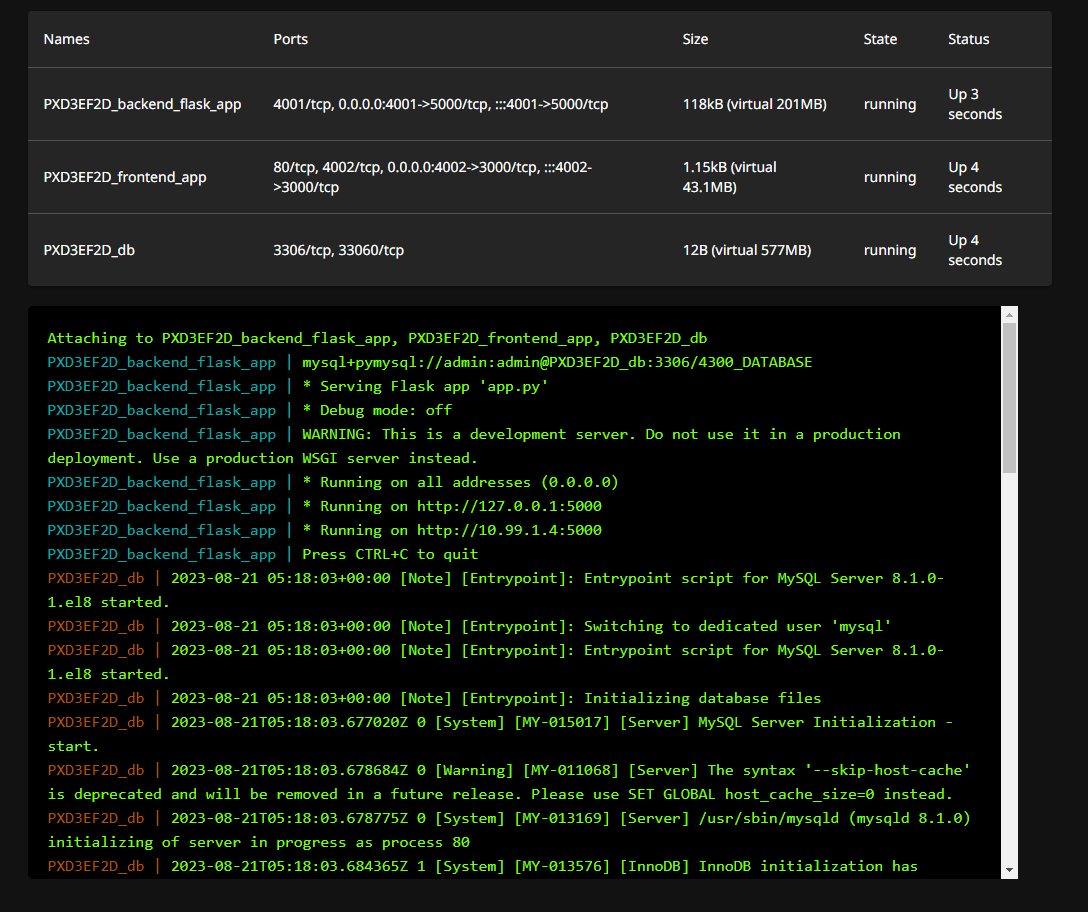 Names Ports Size State Status
PXD3EF2D_backend_flask_app 4001/tcp, 0.0.0.0:4001->5000/tcp, :::4001->5000/tcp 118kB (virtual 201MB) running Up 3
seconds
PXD3EF2D_frontend_app 80/tcp, 4002/tcp, 0.0.0.0:4002->3000/tcp, :::4002-
>3000/tcp 1.15kB (virtual
43.1MB) running Up 4
seconds
PXD3EF2D_db 3306/tcp, 33060/tcp 12B (virtual 577MB) running Up 4
seconds
Attaching to PXD3EF2D_backend_flask_app, PXD3EF2D_frontend_app, PXD3EF2D_db
PXD3EF2D_backend_flask_app | mysql+pymysql://admin:admin@PXD3EF2D_db:3306/4300_DATABASE
PXD3EF2D_backend_flask_app | * Serving Flask app 'app.py'
PXD3EF2D_backend_flask_app | * Debug mode: off
PXD3EF2D_backend_flask_app | WARNING: This is a development server. Do not use it in a production
deployment. Use a production WSGI server instead.
PXD3EF2D_backend_flask_app | * Running on all addresses (0.0.0.0)
PXD3EF2D_backend_flask_app | * Running on http://127.0.0.1:5000
PXD3EF2D_backend_flask_app | * Running on http://10.99.1.4:5000
PXD3EF2D_backend_flask_app | Press CTRL+C to quit
PXD3EF2D_db | 2023-08-21 05:18:03+00:00 [Note] [Entrypoint]: Entrypoint script for MySQL Server 8.1.0-
1.el8 started.
PXD3EF2D_db | 2023-08-21 05:18:03+00:00 [Note] [Entrypoint]: Switching to dedicated user 'mysql'
PXD3EF2D_db | 2023-08-21 05:18:03+00:00 [Note] [Entrypoint]: Entrypoint script for MySQL Server 8.1.0-
1.el8 started.
PXD3EF2D_db | 2023-08-21 05:18:03+00:00 [Note] [Entrypoint]: Initializing database files
PXD3EF2D_db | 2023-08-21T05:18:03.677020Z 0 [System] [MY-015017] [Server] MySQL Server Initialization -
start.
PXD3EF2D_db | 2023-08-21T05:18:03.678684Z 0 [Warning] [MY-011068] [Server] The syntax '--skip-host-cache'
is deprecated and will be removed in a future release. Please use SET GLOBAL host_cache_size=0 instead.
PXD3EF2D_db | 2023-08-21T05:18:03.678775Z 0 [System] [MY-013169] [Server] /usr/sbin/mysqld (mysqld 8.1.0)
initializing of server in progress as process 80
PXD3EF2D_db | 2023-08-21T05:18:03.684365Z 1 [System] [MY-013576] [InnoDB] InnoDB initialization has